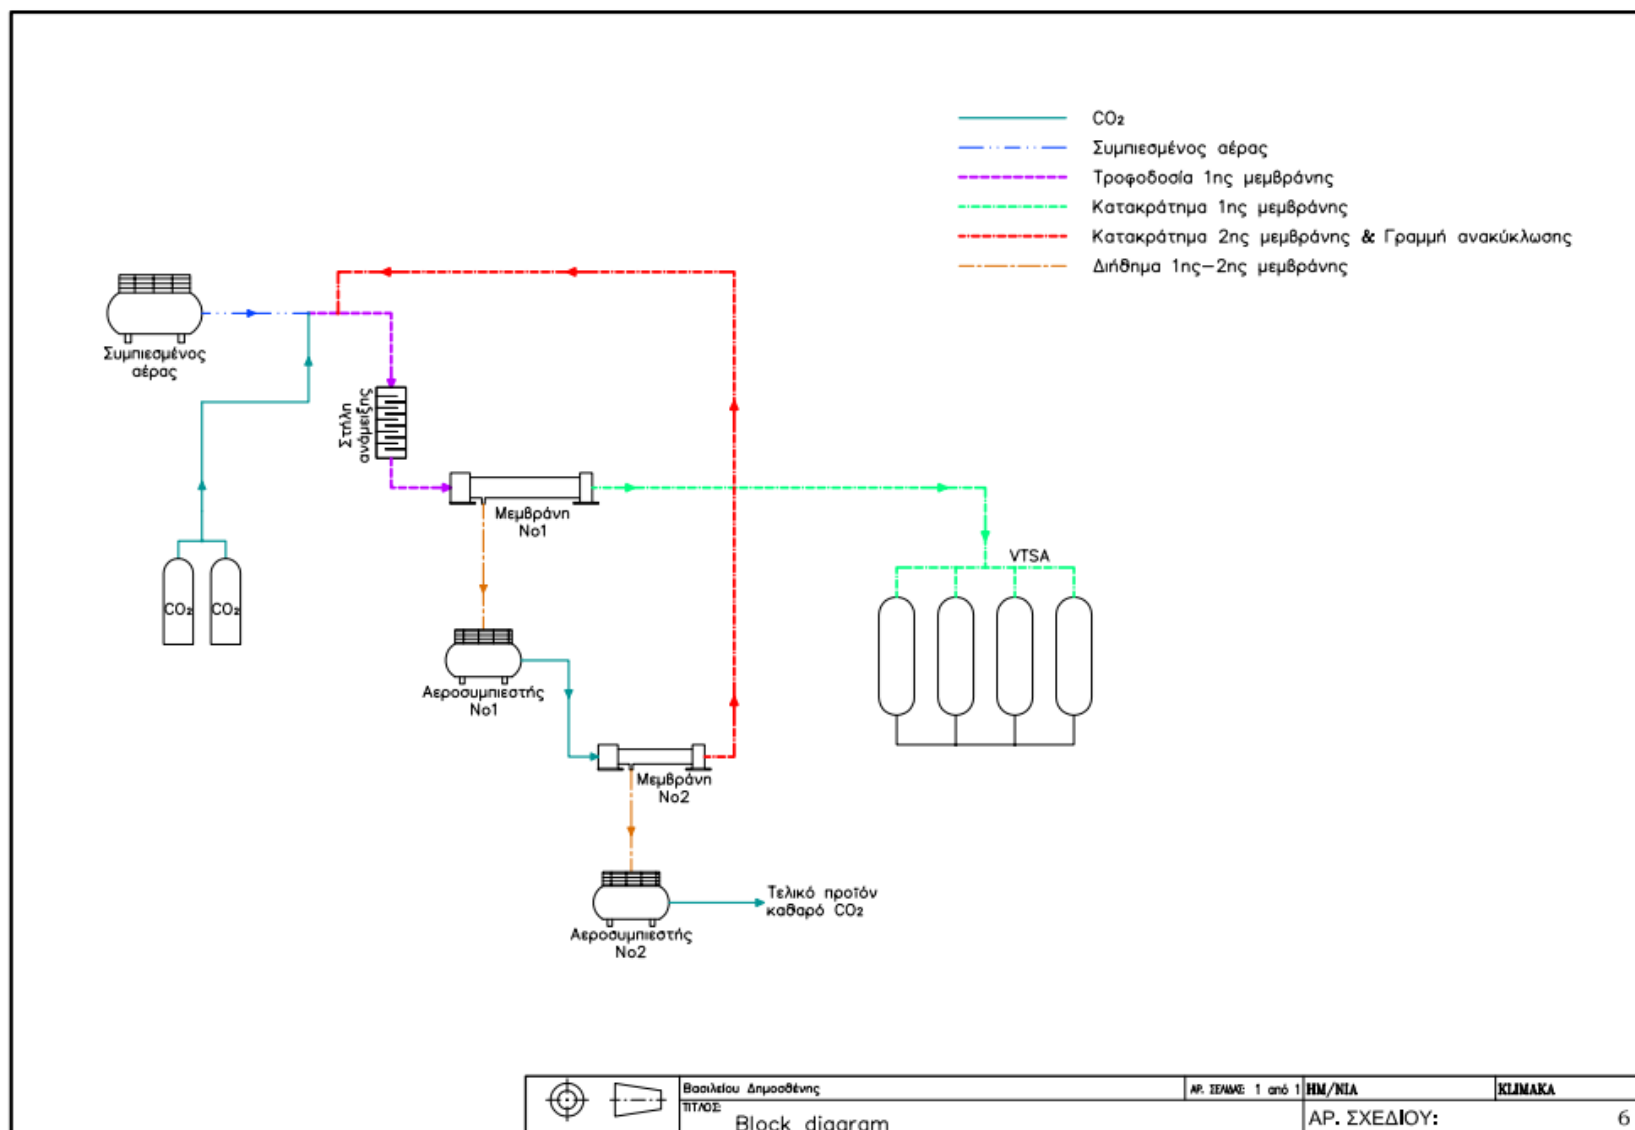 CO₂
Συμπιεσμένος αέρας
Τροφοδοσία 1ης μεμβράνης
Κατακράτημα 1ης μεμβράνης
Κατακράτημα 2ης μεμβράνης & Γραμμή ανακύκλωσης
Διήθημα 1ης–2ης μεμβράνης
Συμπιεσμένος
αέρας
Στήλη
ανάμειξης
Μεμβράνη
No1
VTSA
CO₂
CO₂
Αεροσυμπιεστής
No1
Μεμβράνη
No2
Τελικό προϊόν
καθαρό CO₂
Αεροσυμπιεστής
No2
Βασιλείου Δημοσθένης
ΑΡ. ΣΕΛΙΔΑΣ: 1 από 1
ΗΜ/ΝΙΑ
KLIMAKA
ΤΙΤΛΟΣ:
Block diagram
ΑΡ. ΣΧΕΔΙΟΥ: 6